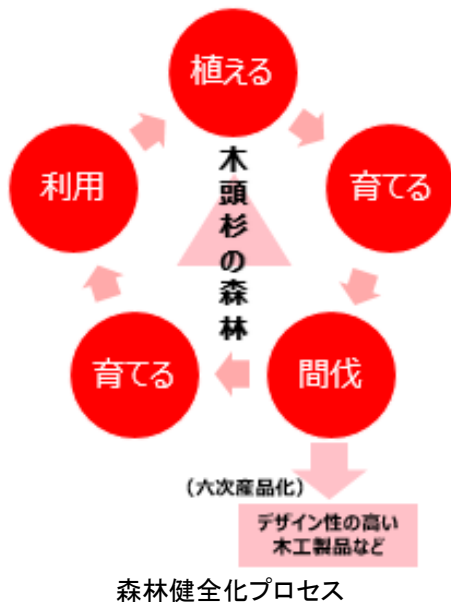 植える
育てる
間伐
育てる
利用
木頭杉の森林
（六次産品化）
デザイン性の高い
木工製品など
森林健全化プロセス